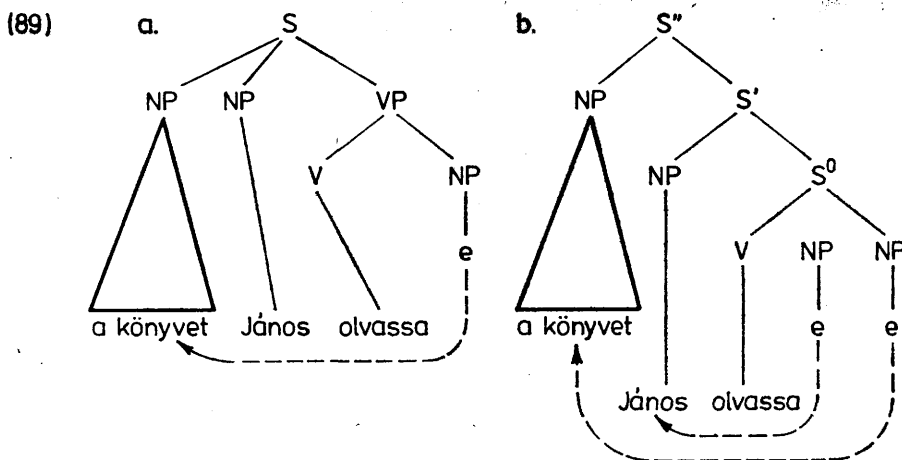 (89) a. S b. S″
NP NP VP NP S′
V NP NP S⁰
e V NP NP
a könyvet János olvassa a könyvet e e
János olvassa